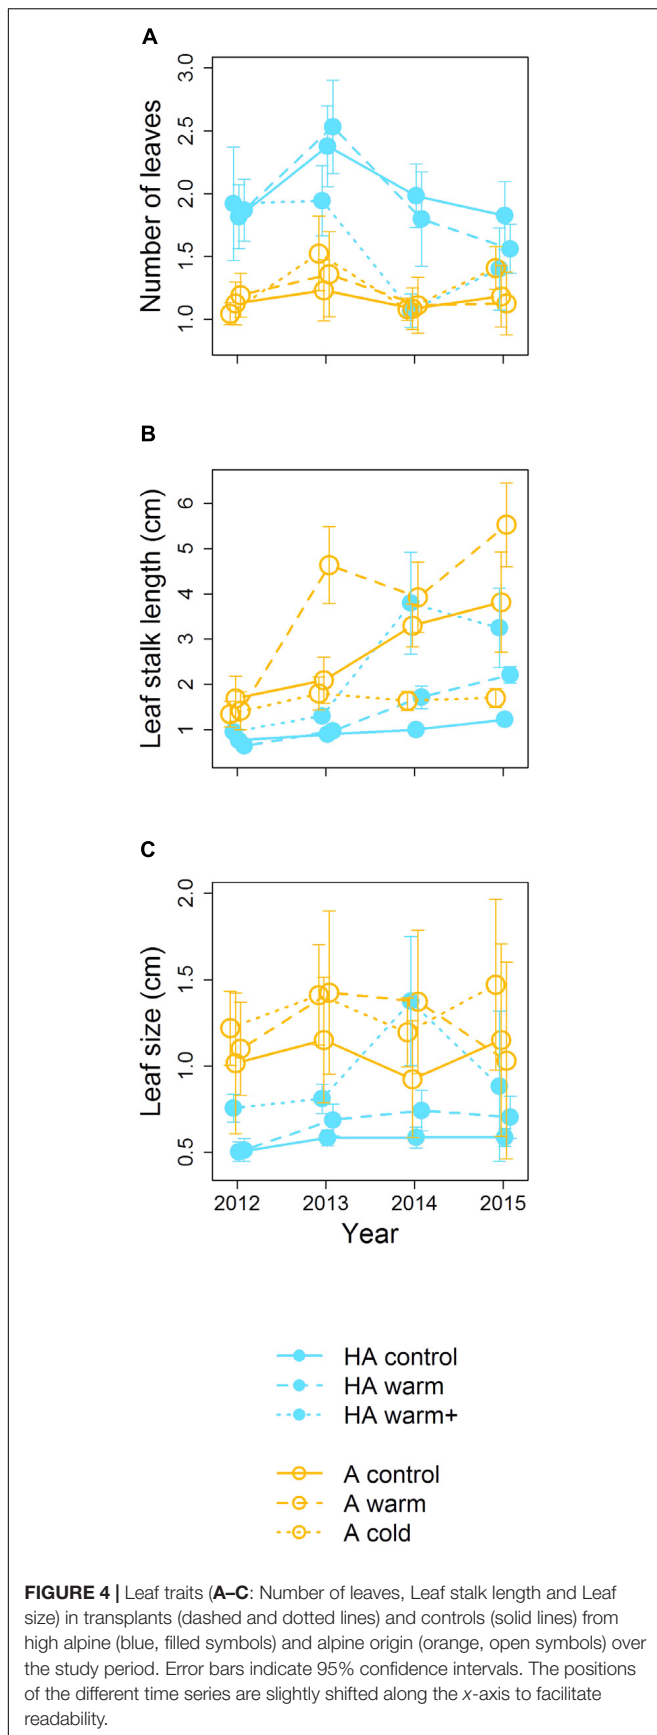 A
Number of leaves
3.0
2.5
2.0
1.5
1.0
B
Leaf stalk length (cm)
6
5
4
3
2
1
C
Leaf size (cm)
2.0
1.5
1.0
0.5
2012 2013 2014 2015
Year
HA control
HA warm
HA warm+
A control
A warm
A cold
FIGURE 4 | Leaf traits (A–C: Number of leaves, Leaf stalk length and Leaf
size) in transplants (dashed and dotted lines) and controls (solid lines) from
high alpine (blue, filled symbols) and alpine origin (orange, open symbols) over
the study period. Error bars indicate 95% confidence intervals. The positions
of the different time series are slightly shifted along the x-axis to facilitate
readability.